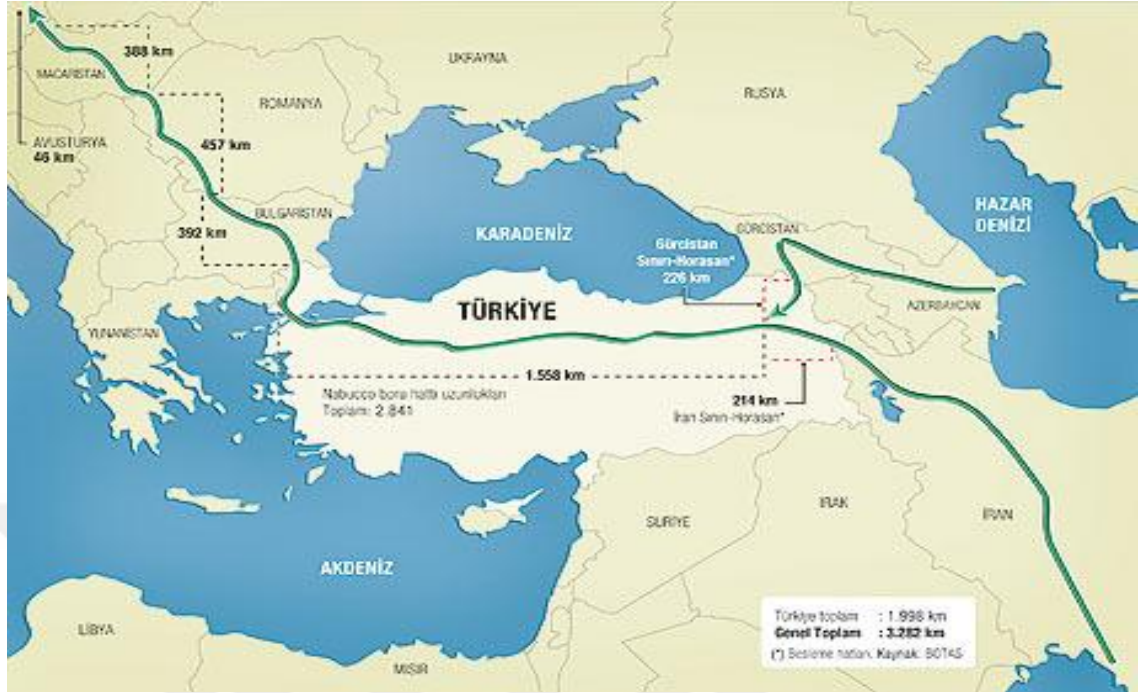 388 km
MACARİSTAN
UKRAYNA
ROMANYA
RUSYA
AVUSTURYA
46 km
457 km
BULGARİSTAN
392 km
KARADENİZ
GÜRCİSTAN
HAZAR
DENİZİ
Gürcistan
Sınırı-Horasan*
226 km
AZERBAYCAN
TÜRKİYE
YUNANİSTAN
1.558 km
Nabucco boru hattı uzunlukları
Toplam: 2.841
214 km
İran Sınırı-Horasan*
SURİYE
IRAK
İRAN
AKDENİZ
LİBYA
MISIR
Türkiye toplam : 1.998 km
Genel Toplam : 3.282 km
(*) Besleme hatları. Kaynak: BOTAŞ